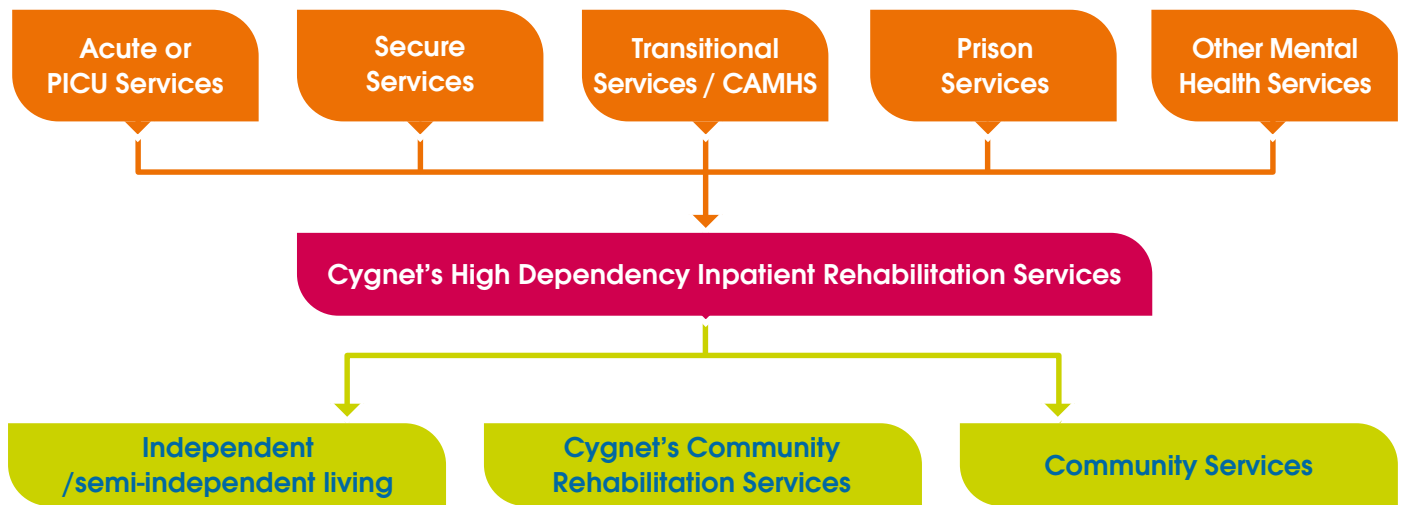 Acute or
PICU Services
Secure
Services
Transitional
Services / CAMHS
Prison
Services
Other Mental
Health Services
Cygnet's High Dependency Inpatient Rehabilitation Services
Independent
/semi-independent living
Cygnet's Community
Rehabilitation Services
Community Services